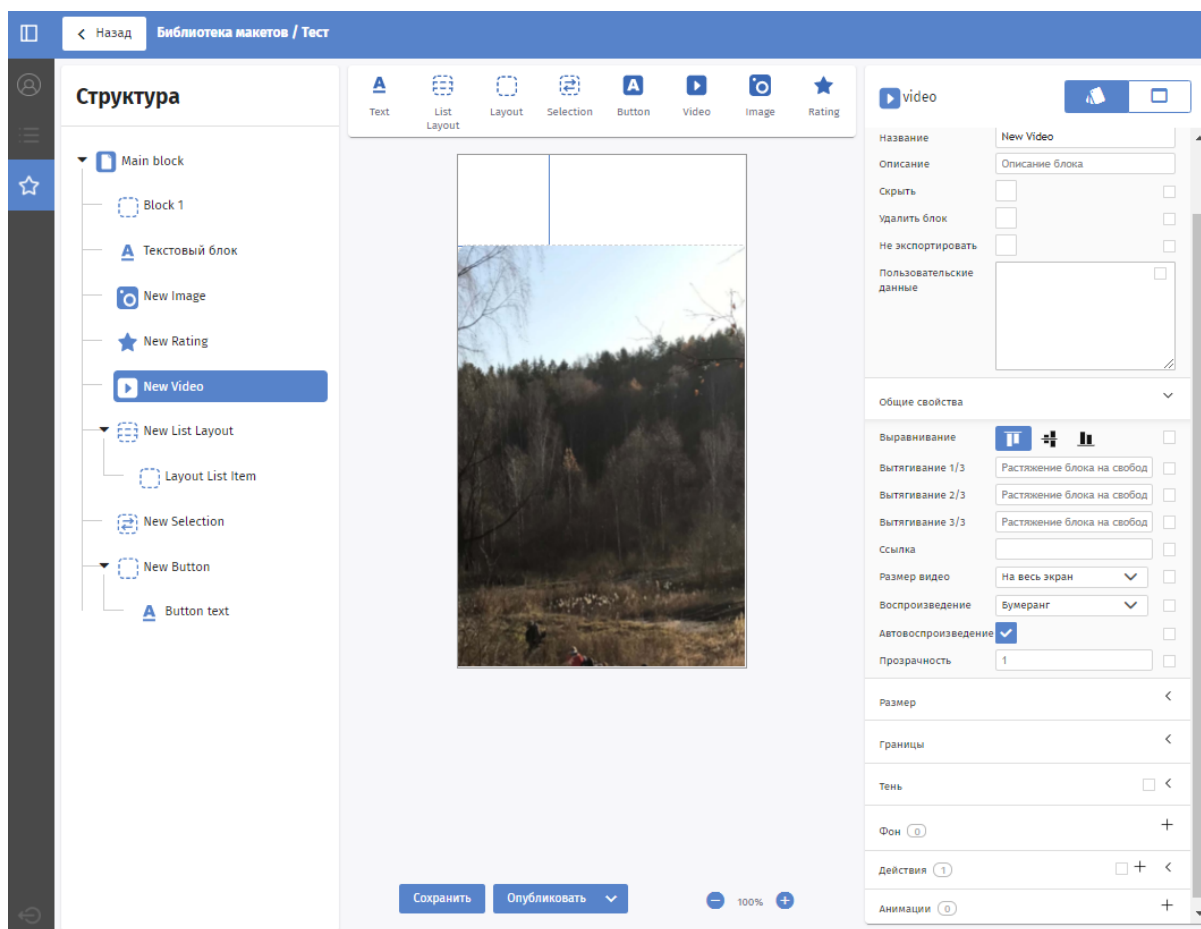 Назад
Библиотека макетов / Тест
Структура
Main block
Block 1
Текстовый блок
New Image
New Rating
New Video
New List Layout
Layout List Item
New Selection
New Button
Button text
Text
List
Layout
Layout
Selection
Button
Video
Image
Rating
Сохранить
Опубликовать
100%
video
Название
New Video
Описание
Описание блока
Скрыть
Удалить блок
Не экспортировать
Пользовательские
данные
Общие свойства
Выравнивание
Вытягивание 1/3
Растяжение блока на свобод
Вытягивание 2/3
Растяжение блока на свобод
Вытягивание 3/3
Растяжение блока на свобод
Ссылка
Размер видео
На весь экран
Воспроизведение
Бумеранг
Автовоспроизведение
Прозрачность
1
Размер
Границы
Тень
Фон 0
Действия 1
Анимации 0